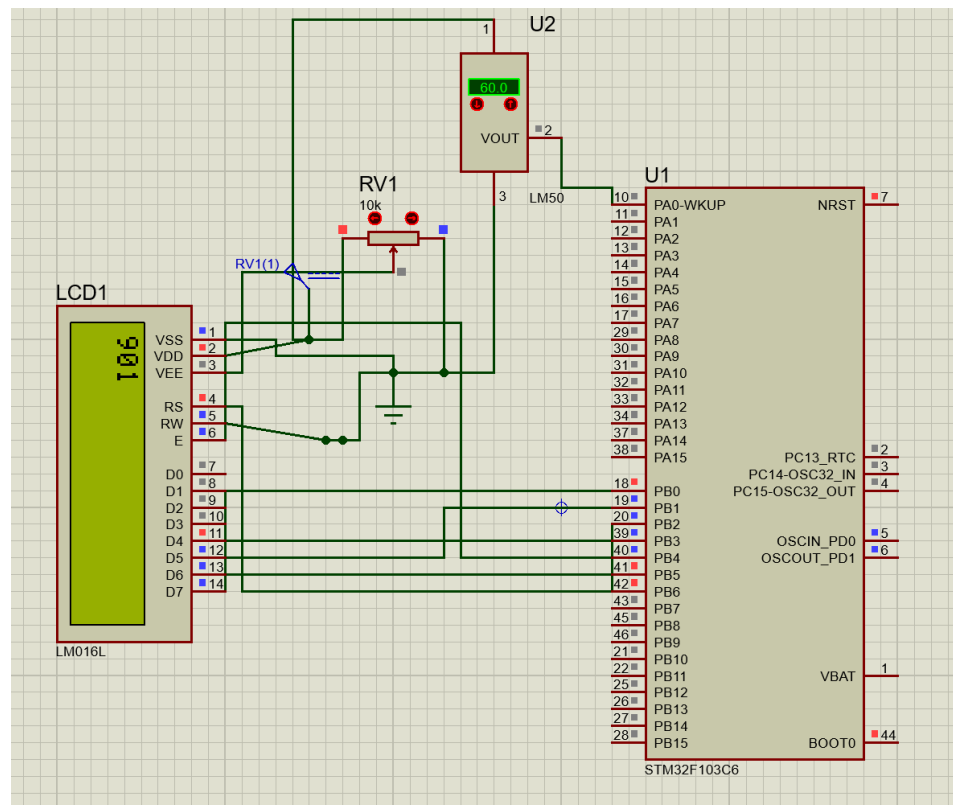 U2
1
60.0
VOUT
2
3
LM50
RV1
10k
RV1(1)
LCD1
901
VSS 1
VDD 2
VEE 3
RS 4
RW 5
E 6
D0 7
D1 8
D2 9
D3 10
D4 11
D5 12
D6 13
D7 14
LM016L
U1
10 PA0-WKUP
11 PA1
12 PA2
13 PA3
14 PA4
15 PA5
16 PA6
17 PA7
29 PA8
30 PA9
31 PA10
32 PA11
33 PA12
34 PA13
37 PA14
38 PA15
18 PB0
19 PB1
20 PB2
39 PB3
40 PB4
41 PB5
42 PB6
43 PB7
45 PB8
46 PB9
21 PB10
22 PB11
25 PB12
26 PB13
27 PB14
28 PB15
NRST 7
PC13_RTC 2
PC14-OSC32_IN 3
PC15-OSC32_OUT 4
OSCIN_PD0 5
OSCOUT_PD1 6
VBAT 1
BOOT0 44
STM32F103C6